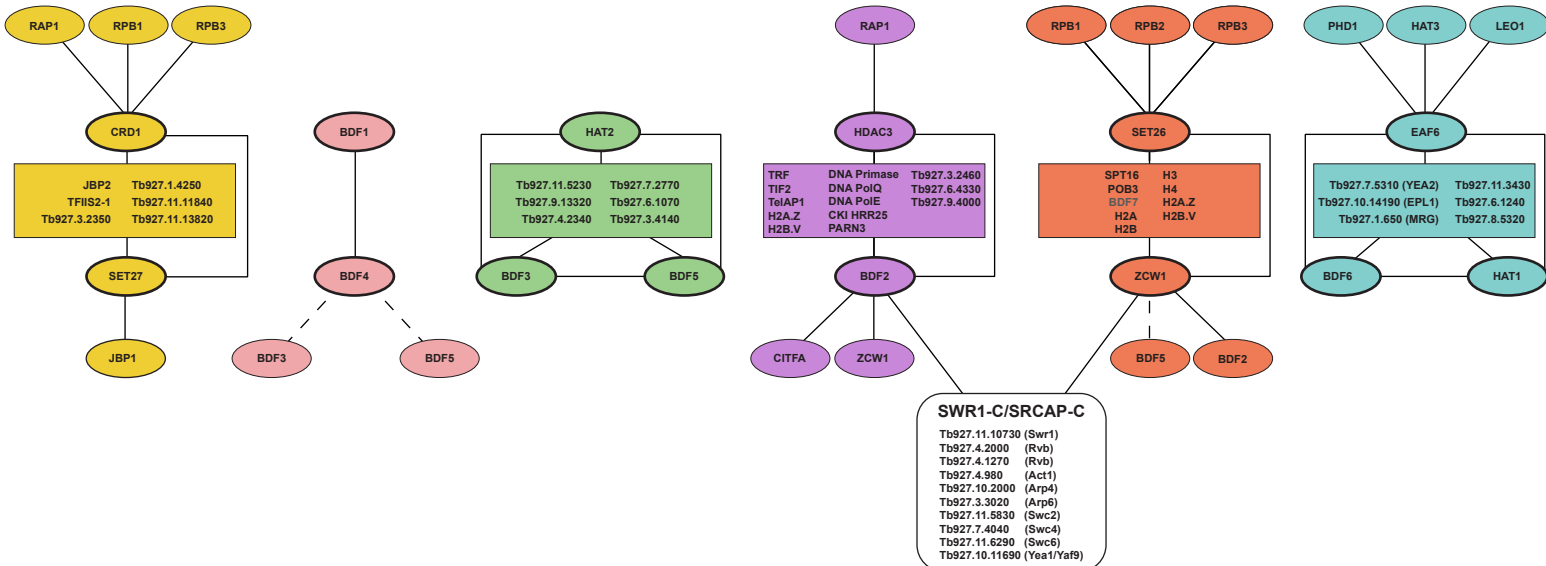 RAP1
RPB1
RPB3
CRD1
JBP2 Tb927.1.4250
TFIIS2-1 Tb927.11.11840
Tb927.3.2350 Tb927.11.13820
SET27
JBP1
BDF1
BDF4
BDF3
BDF5
HAT2
Tb927.11.5230 Tb927.7.2770
Tb927.9.13320 Tb927.6.1070
Tb927.4.2340 Tb927.3.4140
BDF3
BDF5
RAP1
HDAC3
TRF DNA Primase Tb927.3.2460
TIF2 DNA PolQ Tb927.6.4330
TelAP1 DNA PolE Tb927.9.4000
H2A.Z CKI HRR25
H2B.V PARN3
BDF2
CITFA
ZCW1
RPB1
RPB2
RPB3
SET26
SPT16 H3
POB3 H4
BDF7 H2A.Z
H2A H2B.V
H2B
ZCW1
BDF5
BDF2
SWR1-C/SRCAP-C
Tb927.11.10730 (Swr1)
Tb927.4.2000 (Rvb)
Tb927.4.1270 (Rvb)
Tb927.4.980 (Act1)
Tb927.10.2000 (Arp4)
Tb927.3.3020 (Arp6)
Tb927.11.5830 (Swc2)
Tb927.7.4040 (Swc4)
Tb927.11.6290 (Swc6)
Tb927.10.11690 (Yea1/Yaf9)
PHD1
HAT3
LEO1
EAF6
Tb927.7.5310 (YEA2) Tb927.11.3430
Tb927.10.14190 (EPL1) Tb927.6.1240
Tb927.1.650 (MRG) Tb927.8.5320
BDF6
HAT1